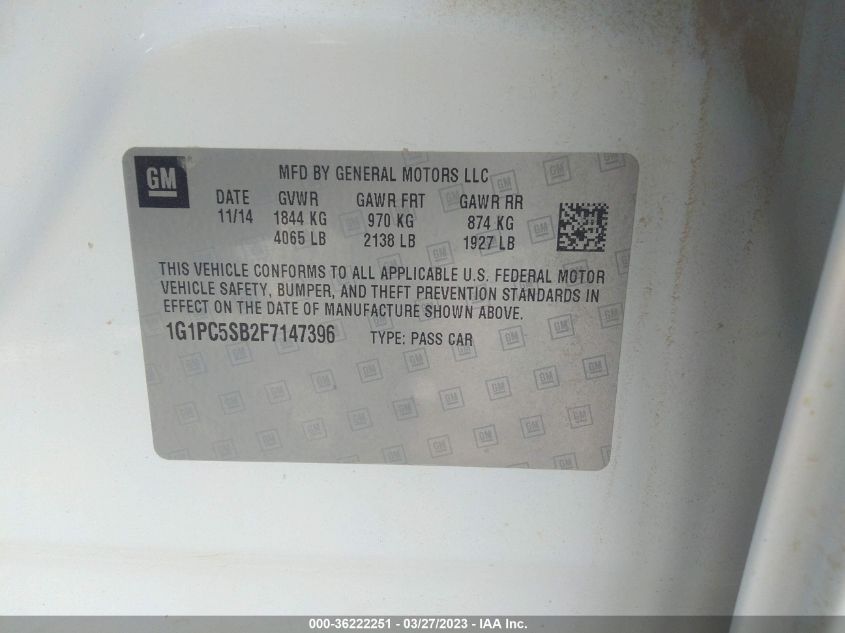 GM
MFD BY GENERAL MOTORS LLC
DATE GVWR GAWR FRT GAWR RR
11/14 1844 KG 970 KG 874 KG
4065 LB 2138 LB 1927 LB
THIS VEHICLE CONFORMS TO ALL APPLICABLE U.S. FEDERAL MOTOR
VEHICLE SAFETY, BUMPER, AND THEFT PREVENTION STANDARDS IN
EFFECT ON THE DATE OF MANUFACTURE SHOWN ABOVE.
1G1PC5SB2F7147396 TYPE: PASS CAR
000-36222251 - 03/27/2023 - IAA Inc.